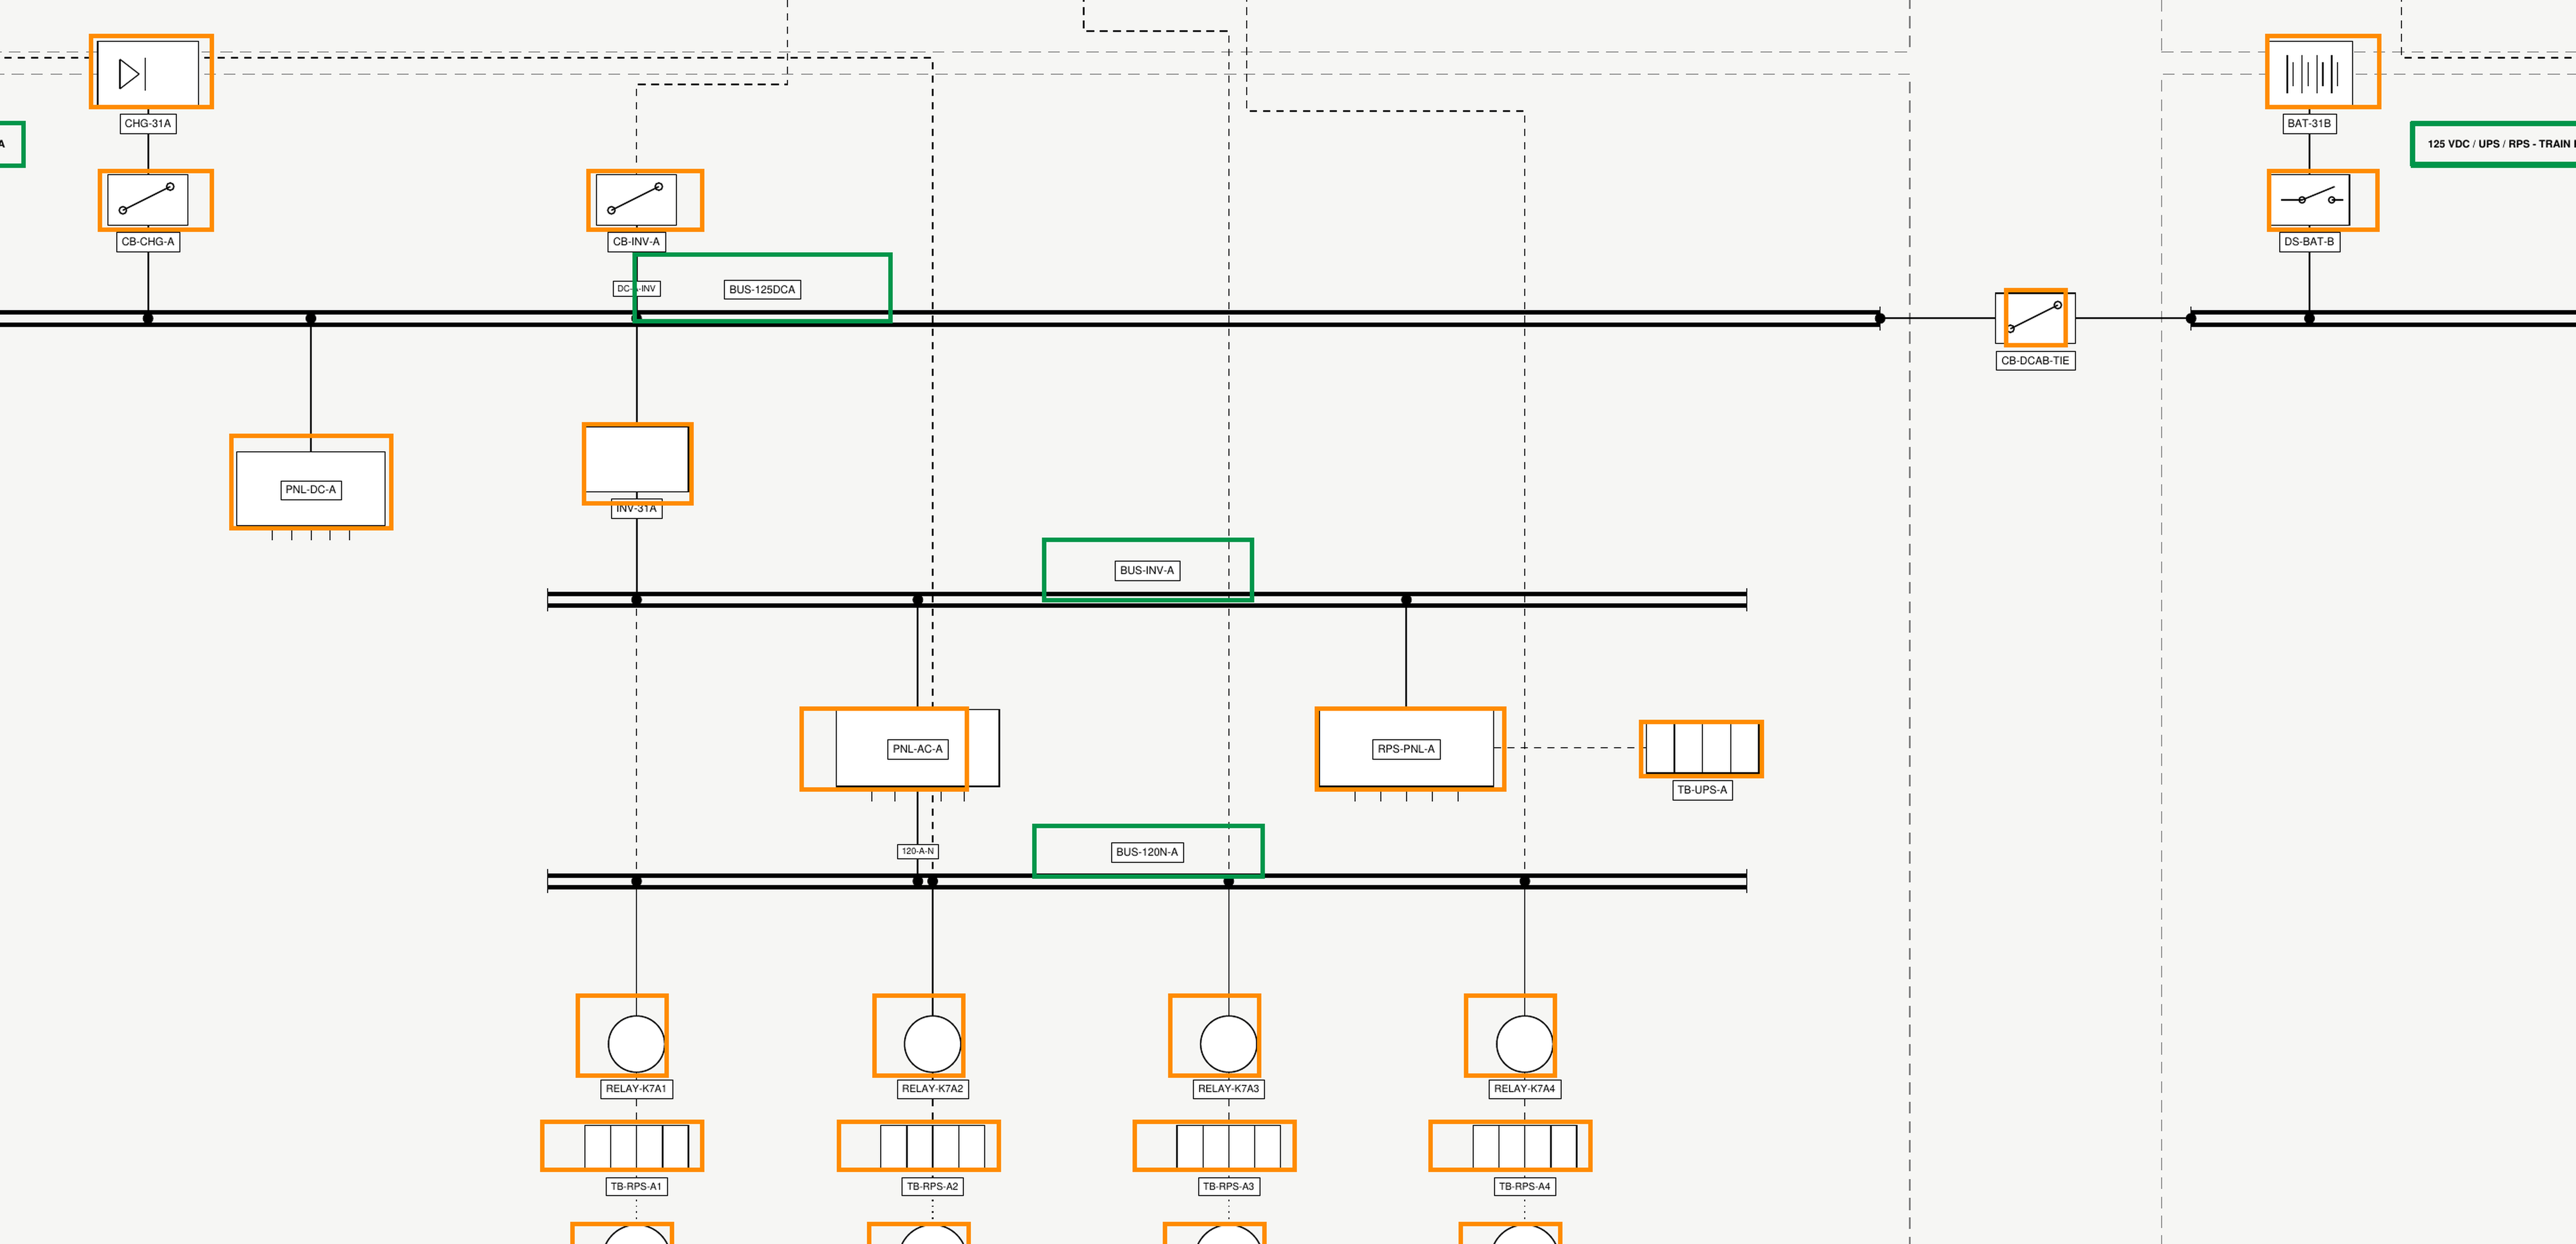 CHG-31A
BAT-31B
A
125 VDC / UPS / RPS - TRAIN
CB-CHG-A
CB-INV-A
DS-BAT-B
DC-A-INV
BUS-125DCA
CB-DCAB-TIE
PNL-DC-A
INV-31A
BUS-INV-A
PNL-AC-A
RPS-PNL-A
TB-UPS-A
120-A-N
BUS-120N-A
RELAY-K7A1
RELAY-K7A2
RELAY-K7A3
RELAY-K7A4
TB-RPS-A1
TB-RPS-A2
TB-RPS-A3
TB-RPS-A4